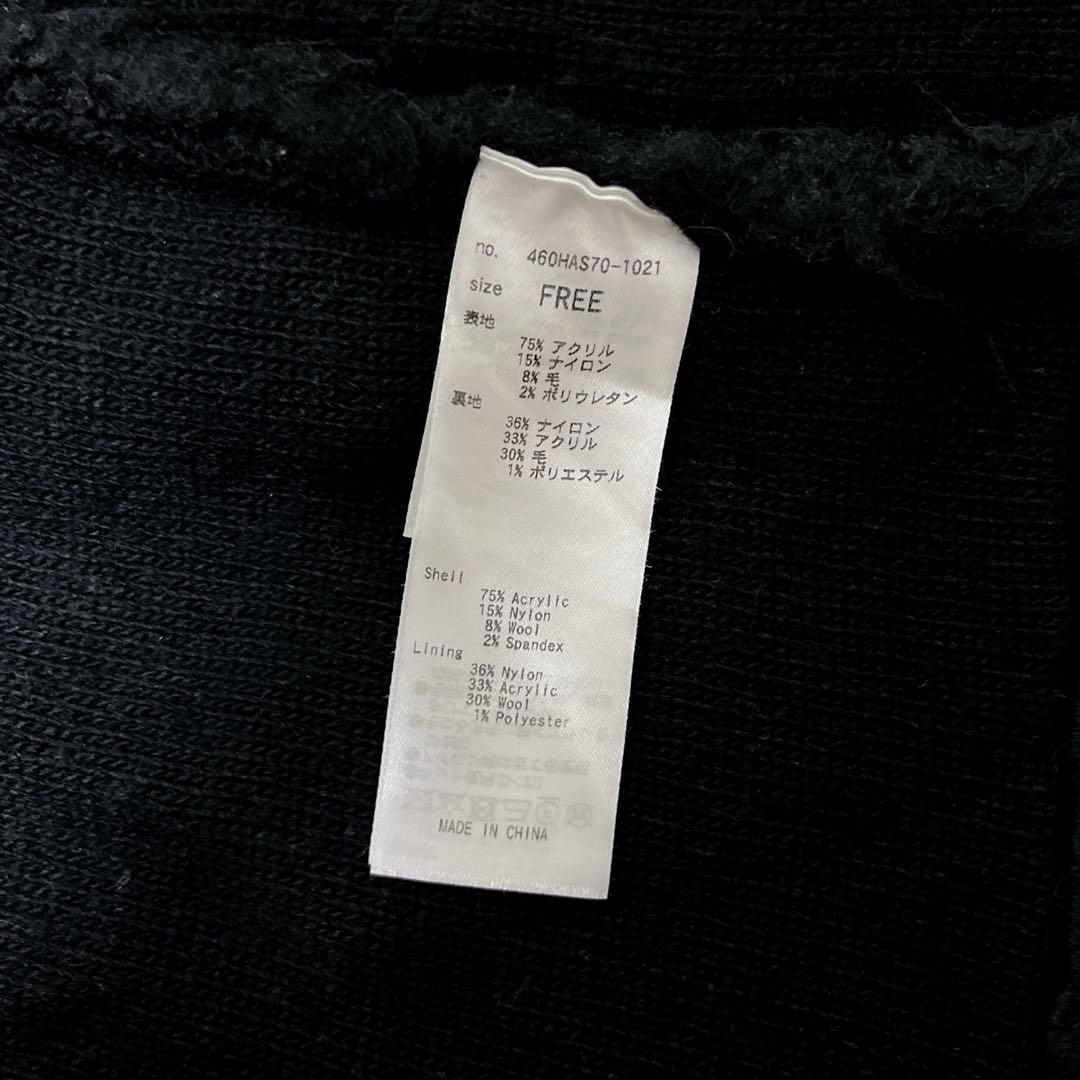 no. 460HAS70-1021
size FREE
表地
75% アクリル
15% ナイロン
8% 毛
2% ポリウレタン
裏地
36% ナイロン
33% アクリル
30% 毛
1% ポリエステル
Shell
75% Acrylic
15% Nylon
8% Wool
2% Spandex
Lining
36% Nylon
33% Acrylic
30% Wool
1% Polyester
MADE IN CHINA